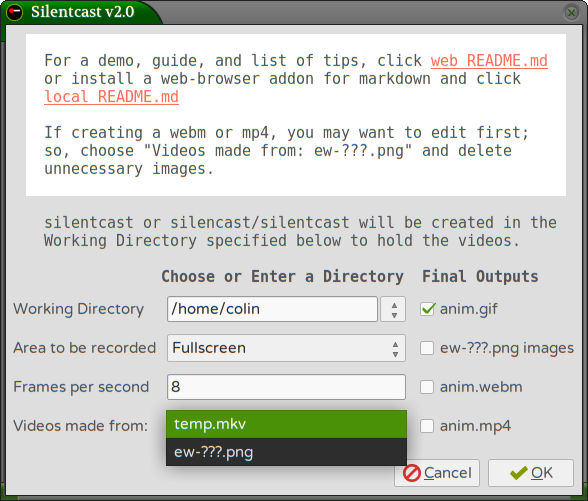 Silentcast v2.0
For a demo, guide, and list of tips, click web README.md
or install a web-browser addon for markdown and click
local README.md
If creating a webm or mp4, you may want to edit first;
so, choose "Videos made from: ew-???.png" and delete
unnecessary images.
silentcast or silencast/silentcast will be created in the
Working Directory specified below to hold the videos.
Choose or Enter a Directory Final Outputs
Working Directory /home/colin anim.gif
Area to be recorded Fullscreen ew-???.png images
Frames per second 8 anim.webm
Videos made from: temp.mkv anim.mp4
ew-???.png
Cancel OK